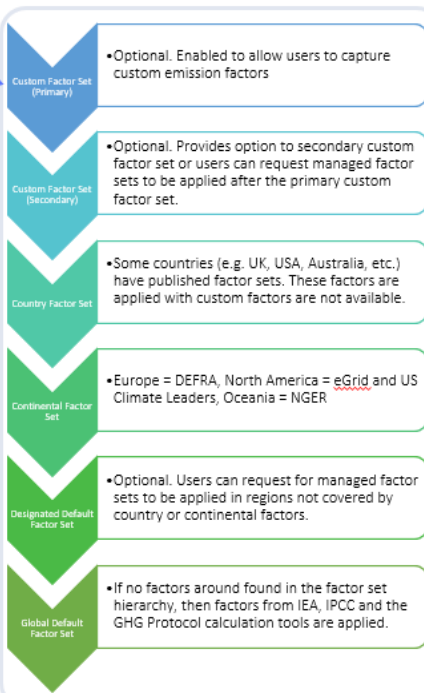 Custom Factor Set
(Primary)
•Optional. Enabled to allow users to capture
custom emission factors
Custom Factor Set
(Secondary)
•Optional. Provides option to secondary custom
factor set or users can request managed factor
sets to be applied after the primary custom
factor set.
Country Factor Set
•Some countries (e.g. UK, USA, Australia, etc.)
have published factor sets. These factors are
applied with custom factors are not available.
Continental Factor
Set
•Europe = DEFRA, North America = eGrid and US
Climate Leaders, Oceania = NGER
Designated Default
Factor Set
•Optional. Users can request for managed factor
sets to be applied in regions not covered by
country or continental factors.
Global Default
Factor Set
•If no factors around found in the factor set
hierarchy, then factors from IEA, IPCC and the
GHG Protocol calculation tools are applied.